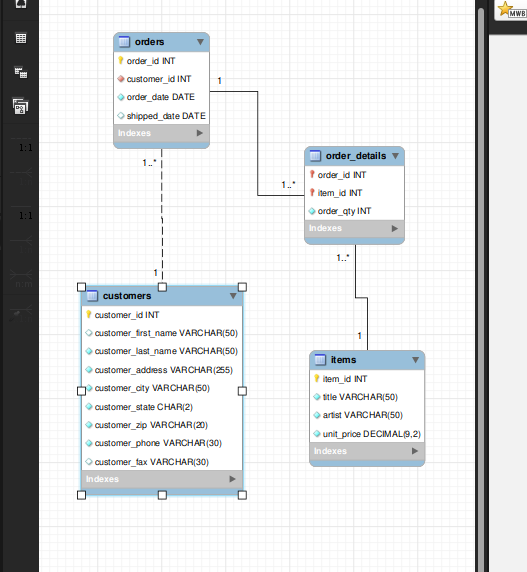 MWB
orders
order_id INT
customer_id INT
order_date DATE
shipped_date DATE
Indexes
1
1:1
1..*
order_details
order_id INT
item_id INT
order_qty INT
Indexes
1..*
1:1
1..*
1
customers
customer_id INT
customer_first_name VARCHAR(50)
customer_last_name VARCHAR(50)
customer_address VARCHAR(255)
customer_city VARCHAR(50)
customer_state CHAR(2)
customer_zip VARCHAR(20)
customer_phone VARCHAR(30)
customer_fax VARCHAR(30)
Indexes
1
items
item_id INT
title VARCHAR(50)
artist VARCHAR(50)
unit_price DECIMAL(9,2)
Indexes